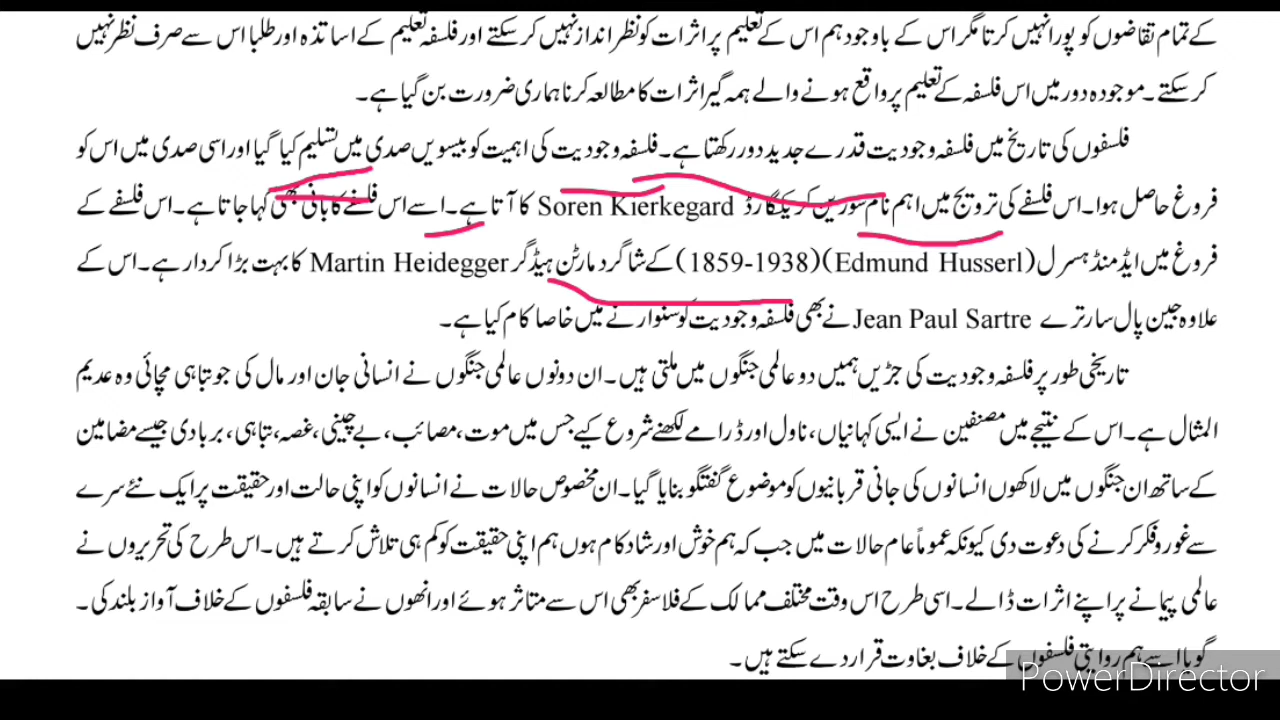 کے تمام تقاضوں کو پورا نہیں کرتا مگر اس کے باوجود ہم اس کے تعلیم پر اثرات کو نظر انداز نہیں کر سکتے اور فلسفہ تعلیم کے اساتذہ اور طلبا اس سے صرف نظر نہیں
کر سکتے۔ موجودہ دور میں اس فلسفہ کے تعلیم پر واقع ہونے والے ہمہ گیر اثرات کا مطالعہ کرنا ہماری ضرورت بن گیا ہے۔
فلسفوں کی تاریخ میں فلسفہ وجودیت قدرے جدید دور رکھتا ہے۔ فلسفہ وجودیت کی اہمیت کو بیسویں صدی میں تسلیم کیا گیا اور اسی صدی میں اس کو
فروغ حاصل ہوا۔ اس فلسفے کی ترویج میں اہم نام سورین کریکگارڈ Soren Kierkegard کا آتا ہے۔ اسے اس فلسفے کا بانی بھی کہا جاتا ہے۔ اس فلسفے کے
فروغ میں ایڈمنڈ ہسرل (Edmund Husserl) (1859-1938) کے شاگرد مارٹن ہیڈگر Martin Heidegger کا بہت بڑا کردار ہے۔ اس کے
علاوہ جین پال سارترے Jean Paul Sartre نے بھی فلسفہ وجودیت کو سنوارنے میں خاصا کام کیا ہے۔
تاریخی طور پر فلسفہ وجودیت کی جڑیں ہمیں دو عالمی جنگوں میں ملتی ہیں۔ ان دونوں عالمی جنگوں نے انسانی جان اور مال کی جو تباہی مچائی وہ عدیم
المثال ہے۔ اس کے نتیجے میں مصنفین نے ایسی کہانیاں، ناول اور ڈرامے لکھنے شروع کیے جس میں موت، مصائب، بے چینی، غصہ، تباہی، بربادی جیسے مضامین
کے ساتھ ان جنگوں میں لاکھوں انسانوں کی جانی قربانیوں کو موضوع گفتگو بنایا گیا۔ ان مخصوص حالات نے انسانوں کو اپنی حالت اور حقیقت پر ایک نئے سرے
سے غور و فکر کرنے کی دعوت دی کیونکہ عموماً عام حالات میں جب کہ ہم خوش اور شاد کام ہوں ہم اپنی حقیقت کو کم ہی تلاش کرتے ہیں۔ اس طرح کی تحریروں نے
عالمی پیمانے پر اپنے اثرات ڈالے۔ اسی طرح اس وقت مختلف ممالک کے فلاسفر بھی اس سے متاثر ہوئے اور انھوں نے سابقہ فلسفوں کے خلاف آواز بلند کی۔
گویا اسے ہم روایتی فلسفوں کے خلاف بغاوت قرار دے سکتے ہیں۔
PowerDirector